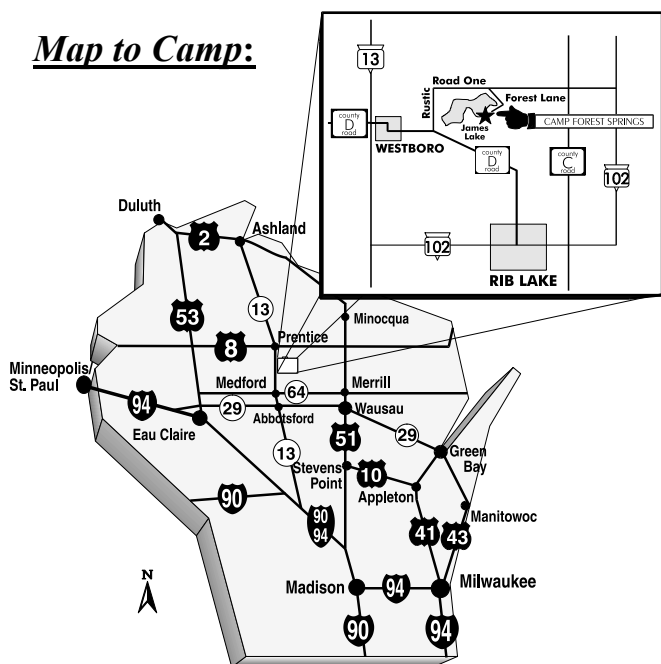 Map to Camp:
13
Road One
Rustic
Forest Lane
county
D
road
WESTBORO
James
Lake
CAMP FOREST SPRINGS
county
D
road
county
C
road
102
102
RIB LAKE
Duluth
2
Ashland
53
13
Minocqua
8
Prentice
Minneapolis/
St. Paul
94
Medford
64
Merrill
29
Abbotsford
Wausau
Eau Claire
13
51
29
Stevens
Point
10
Green
Bay
Appleton
90
90
94
41
43
Manitowoc
N
Madison
94
Milwaukee
90
94